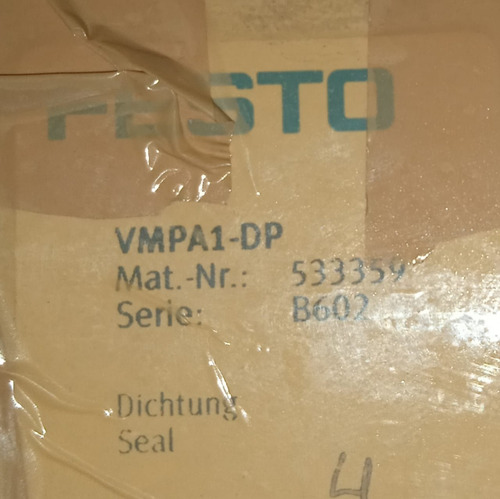 FESTO
VMPA1-DP
Mat.-Nr.: 533359
Serie: B602
Dichtung
Seal
4